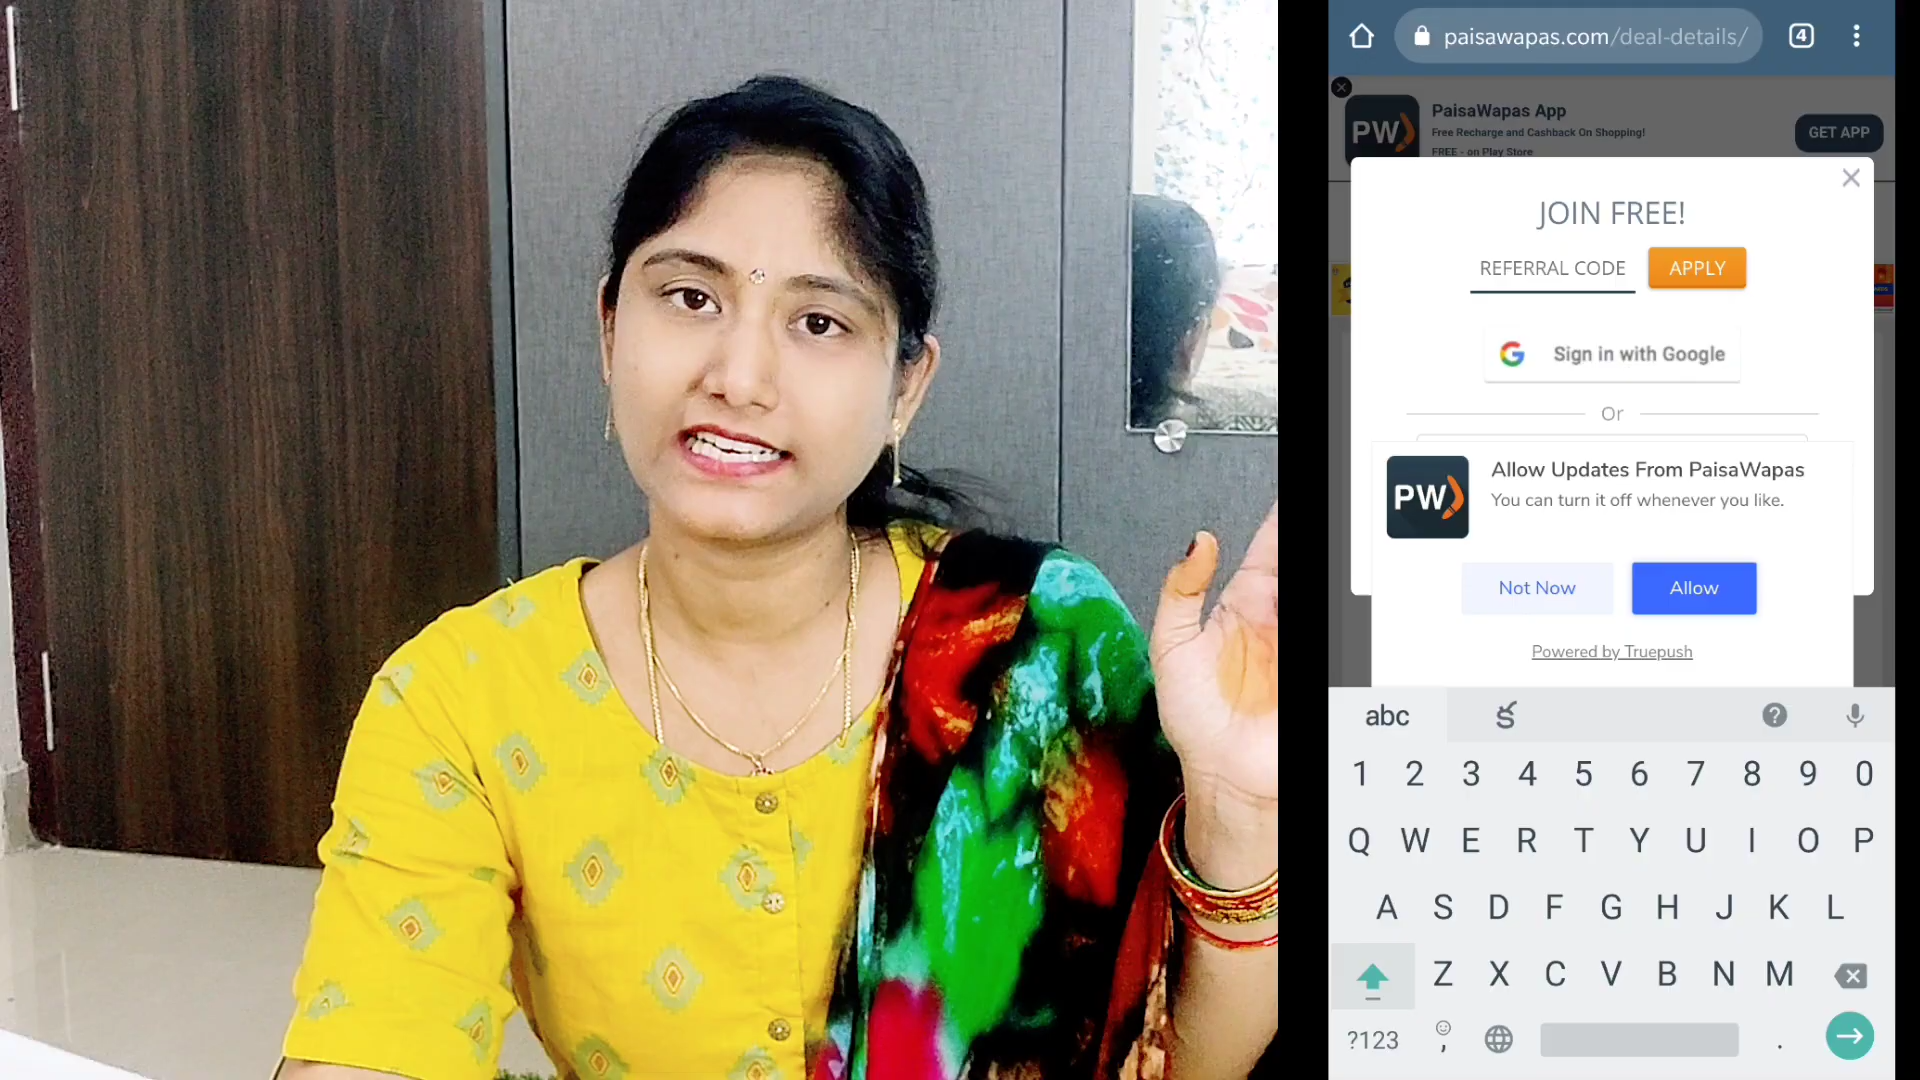 paisawapas.com/deal-details/
4
PW
PaisaWapas App
Free Recharge and Cashback On Shopping!
FREE - on Play Store
GET APP
JOIN FREE!
REFERRAL CODE
APPLY
G Sign in with Google
Or
PW
Allow Updates From PaisaWapas
You can turn it off whenever you like.
Not Now
Allow
Powered by Truepush
abc
క
?
1 2 3 4 5 6 7 8 9 0
Q W E R T Y U I O P
A S D F G H J K L
Z X C V B N M
?123 , .